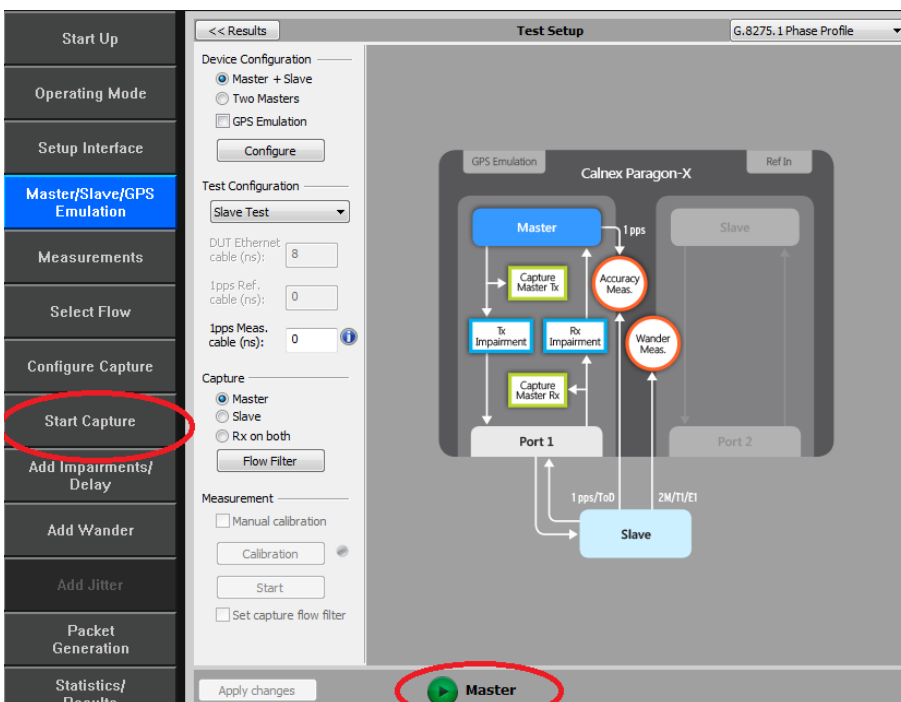 Start Up
Operating Mode
Setup Interface
Master/Slave/GPS
Emulation
Measurements
Select Flow
Configure Capture
Start Capture
Add Impairments/
Delay
Add Wander
Add Jitter
Packet
Generation
Statistics/
Results
<< Results
Test Setup
G.8275.1 Phase Profile
Device Configuration
Master + Slave
Two Masters
GPS Emulation
Configure
Test Configuration
Slave Test
DUT Ethernet
cable (ns):
8
1pps Ref.
cable (ns):
0
1pps Meas.
cable (ns):
0
Capture
Master
Slave
Rx on both
Flow Filter
Measurement
Manual calibration
Calibration
Start
Set capture flow filter
Apply changes
GPS Emulation
Calnex Paragon-X
Ref In
Master
1 pps
Slave
Capture
Master Tx
Accuracy
Meas.
Tx
Impairment
Rx
Impairment
Wander
Meas.
Capture
Master Rx
Port 1
Port 2
1 pps/ToD
2M/T1/E1
Slave
Master